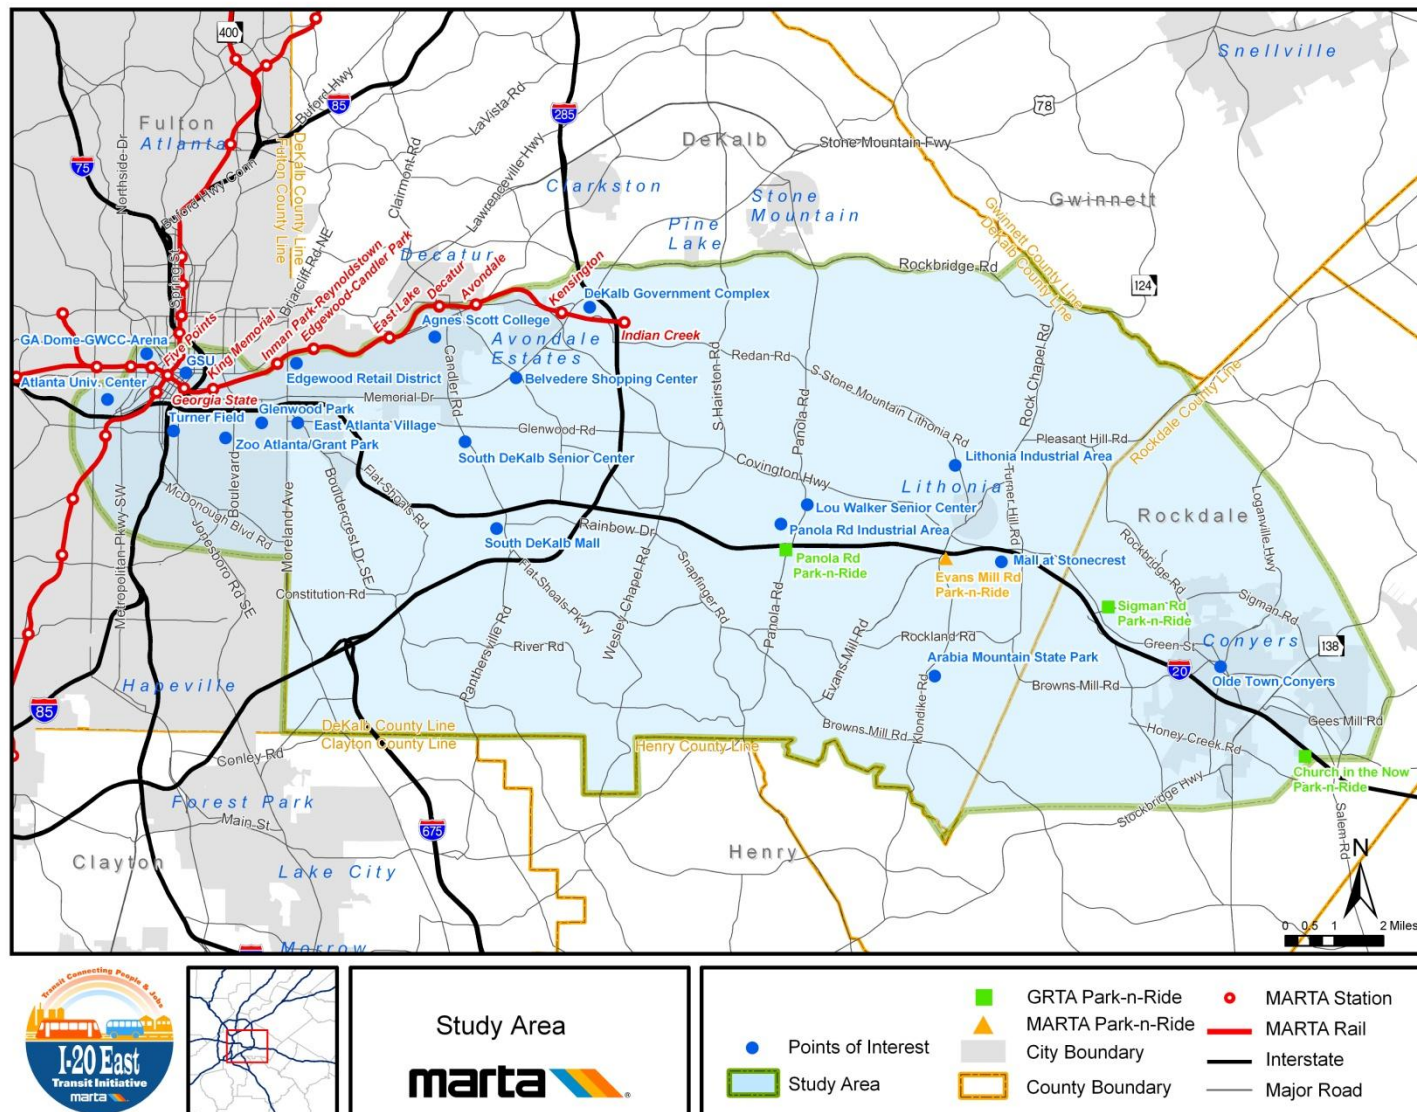 400
Snellville
Fulton
Atlanta
75
85
Buford Hwy
LaVista Rd
285
78
DeKalb
Stone Mountain Fwy
Northside Dr
Buford Hwy Conn
DeKalb County Line
Fulton County Line
Clairmont Rd
Lawrenceville Hwy
Clarkston
Stone
Mountain
Pine
Lake
Gwinnett
Gwinnett County Line
DeKalb County Line
Spring St
Briarcliff Rd NE
Decatur
Rockbridge Rd
124
Five Points
King Memorial
Inman Park-Reynoldstown
Edgewood-Candler Park
East Lake
Decatur
Avondale
Kensington
DeKalb Government Complex
Indian Creek
GA Dome-GWCC-Arena
GSU
Agnes Scott College
Avondale
Estates
Atlanta Univ. Center
Georgia State
Edgewood Retail District
Candler Rd
Belvedere Shopping Center
Redan Rd
S Hairston Rd
S Stone Mountain Lithonia Rd
Rock Chapel Rd
Rockdale County Line
Memorial Dr
Turner Field
Glenwood Park
East Atlanta Village
Zoo Atlanta/Grant Park
Glenwood Rd
South DeKalb Senior Center
Panola Rd
Covington Hwy
Pleasant Hill Rd
Lithonia Industrial Area
Lithonia
Turner Hill Rd
Loganville Hwy
Metropolitan Pkwy SW
McDonough Blvd Rd
Boulevard
Jonesboro Rd SE
Moreland Ave
Bouldercrest Dr SE
Flat Shoals Rd
South DeKalb Mall
Rainbow Dr
Lou Walker Senior Center
Panola Rd Industrial Area
Rockdale
Panola Rd
Park-n-Ride
Evans Mill Rd
Park-n-Ride
Mall at Stonecrest
Rockbridge Rd
Sigman Rd
Sigman Rd
Park-n-Ride
Constitution Rd
Flat Shoals Pkwy
Wesley Chapel Rd
Snapfinger Rd
Panola Rd
Panthersville Rd
River Rd
Evans Mill Rd
Rockland Rd
Arabia Mountain State Park
Klondike Rd
Green St
Conyers
138
20
Olde Town Conyers
Browns Mill Rd
Hapeville
85
DeKalb County Line
Clayton County Line
Henry County Line
Browns Mill Rd
Gees Mill Rd
Honey Creek Rd
Conley Rd
Church in the Now
Park-n-Ride
Stockbridge Hwy
Salem Rd
Forest Park
Main St
675
Clayton
Lake City
Henry
Morrow
N
0 0.5 1 2 Miles
Transit Connecting People & Jobs
I-20 East
Transit Initiative
marta
Study Area
marta
Points of Interest
Study Area
GRTA Park-n-Ride
MARTA Park-n-Ride
City Boundary
County Boundary
MARTA Station
MARTA Rail
Interstate
Major Road